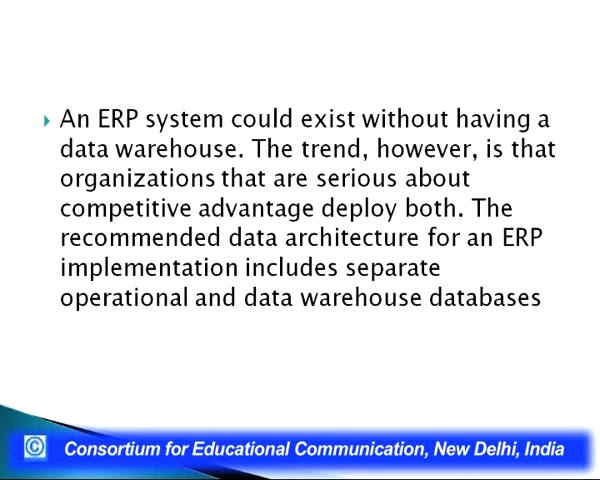 An ERP system could exist without having a
data warehouse. The trend, however, is that
organizations that are serious about
competitive advantage deploy both. The
recommended data architecture for an ERP
implementation includes separate
operational and data warehouse databases
© Consortium for Educational Communication, New Delhi, India